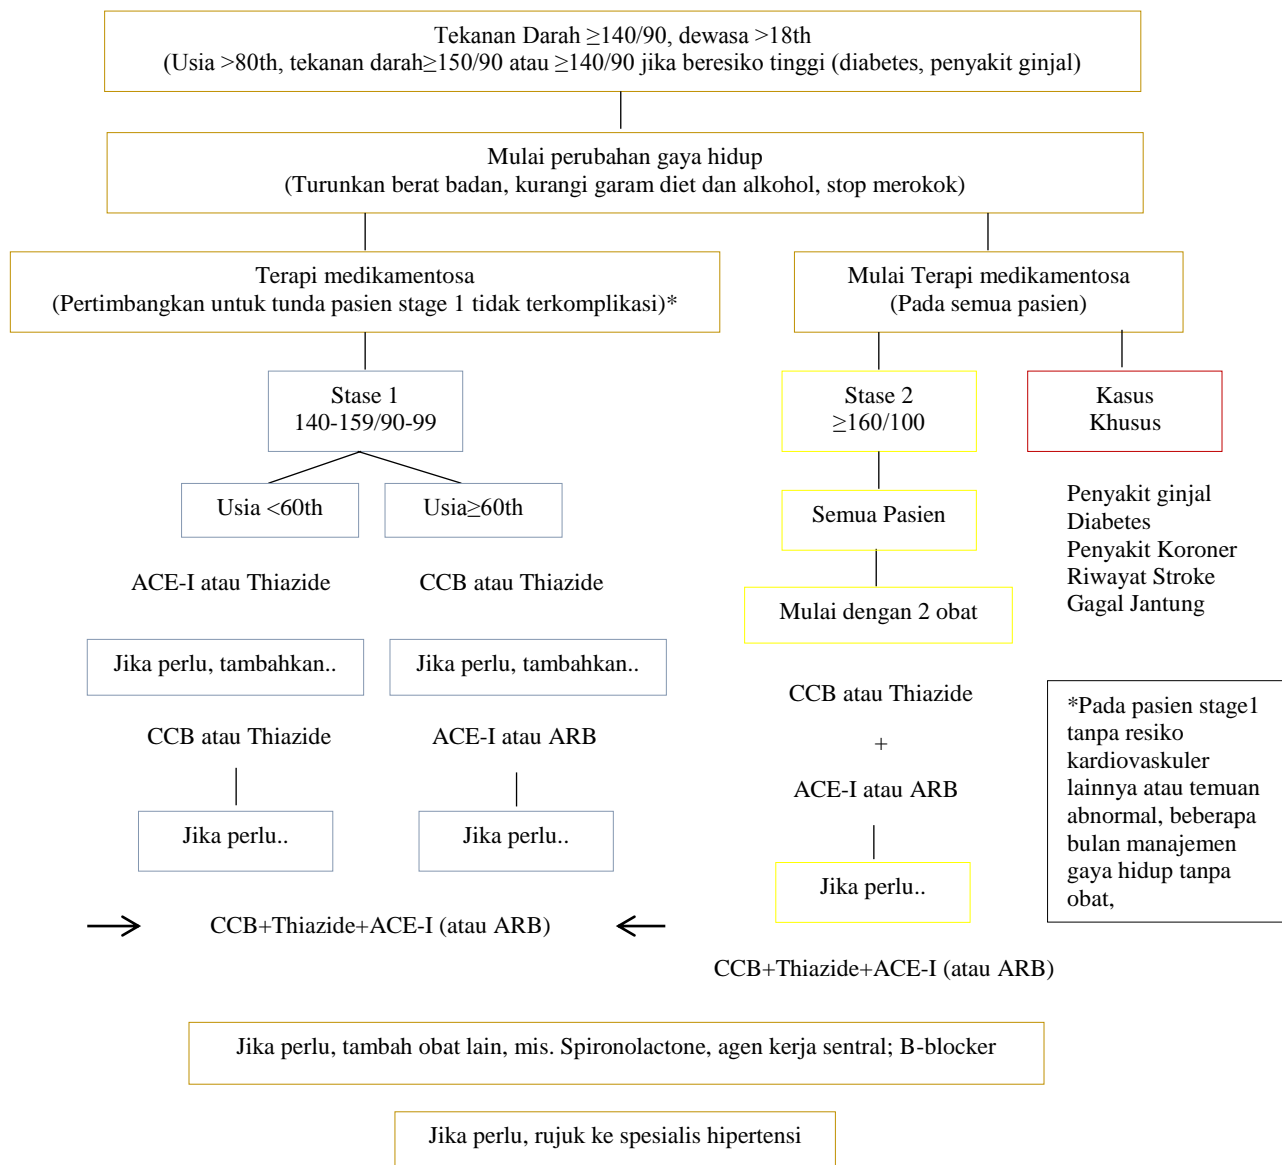 Tekanan Darah ≥140/90, dewasa >18th
(Usia >80th, tekanan darah≥150/90 atau ≥140/90 jika beresiko tinggi (diabetes, penyakit ginjal)
Mulai perubahan gaya hidup
(Turunkan berat badan, kurangi garam diet dan alkohol, stop merokok)
Terapi medikamentosa
(Pertimbangkan untuk tunda pasien stage 1 tidak terkomplikasi)*
Mulai Terapi medikamentosa
(Pada semua pasien)
Stase 1
140-159/90-99
Usia <60th
Usia≥60th
ACE-I atau Thiazide
CCB atau Thiazide
Jika perlu, tambahkan..
Jika perlu, tambahkan..
CCB atau Thiazide
ACE-I atau ARB
Jika perlu..
Jika perlu..
CCB+Thiazide+ACE-I (atau ARB)
Stase 2
≥160/100
Semua Pasien
Mulai dengan 2 obat
CCB atau Thiazide
+
ACE-I atau ARB
Jika perlu..
CCB+Thiazide+ACE-I (atau ARB)
Kasus
Khusus
Penyakit ginjal
Diabetes
Penyakit Koroner
Riwayat Stroke
Gagal Jantung
*Pada pasien stage1
tanpa resiko
kardiovaskuler
lainnya atau temuan
abnormal, beberapa
bulan manajemen
gaya hidup tanpa
obat,
Jika perlu, tambah obat lain, mis. Spironolactone, agen kerja sentral; B-blocker
Jika perlu, rujuk ke spesialis hipertensi